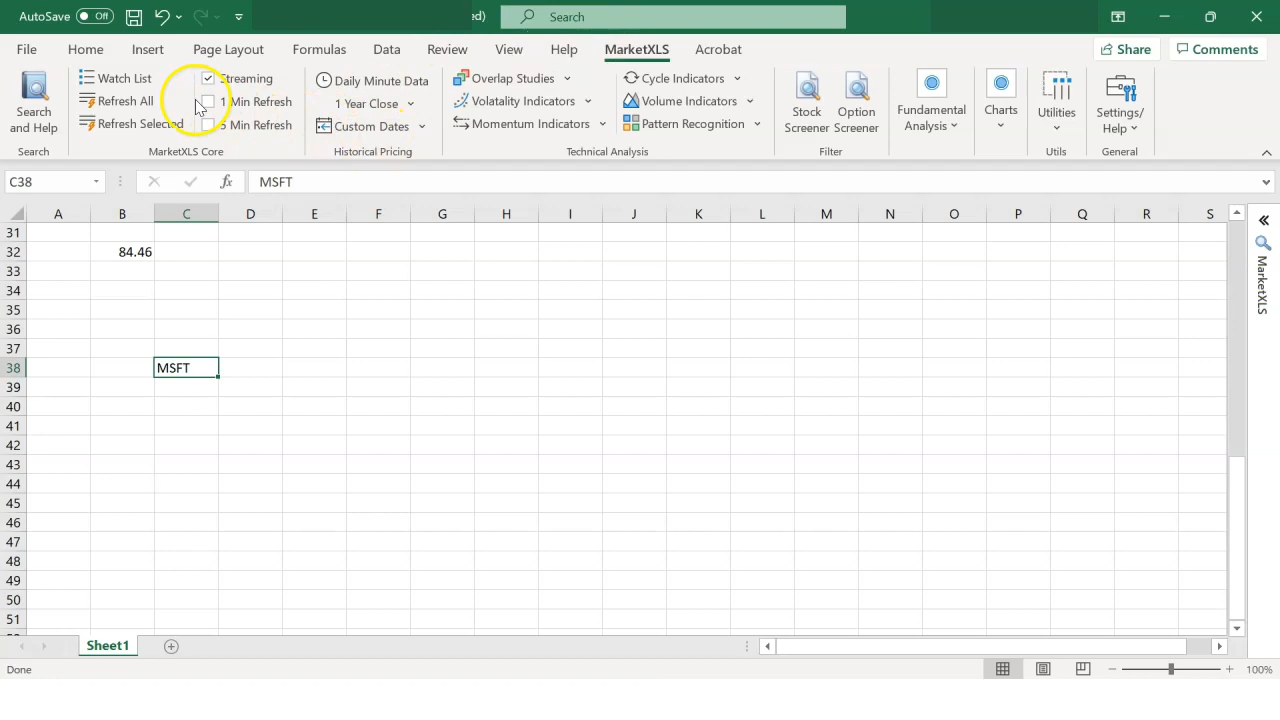 AutoSave Off ed) Search
File Home Insert Page Layout Formulas Data Review View Help MarketXLS Acrobat Share Comments
Watch List
Refresh All
Refresh Selected
Streaming
1 Min Refresh
Min Refresh
Daily Minute Data
1 Year Close
Custom Dates
Overlap Studies
Volatality Indicators
Momentum Indicators
Cycle Indicators
Volume Indicators
Pattern Recognition
Search
and Help
Stock
Screener
Option
Screener
Fundamental
Analysis
Charts
Utilities
Settings/
Help
Search MarketXLS Core Historical Pricing Technical Analysis Filter Utils General
C38 fx MSFT
A B C D E F G H I J K L M N O P Q R S
31
32 84.46
33
34
35
36
37
38 MSFT
39
40
41
42
43
44
45
46
47
48
49
50
51
MarketXLS
Sheet1
Done 100%